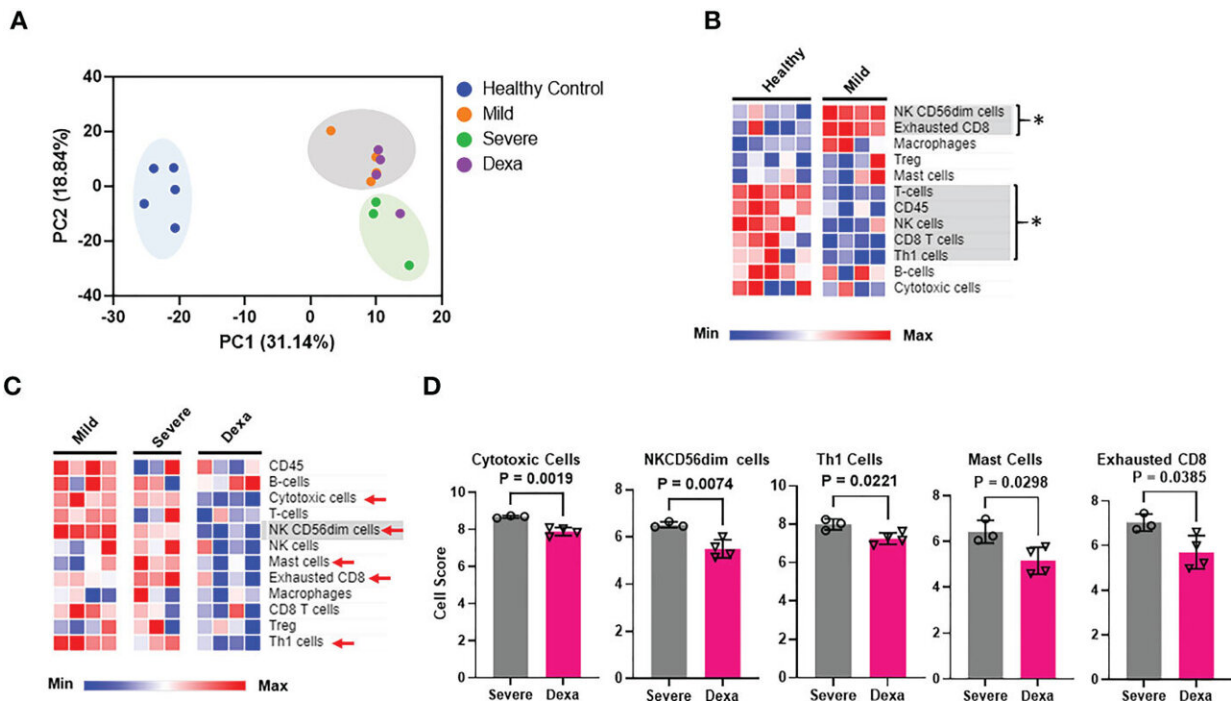 A
40
20
0
-20
-40
PC2 (18.84%)
-30
-20
-10
0
10
20
PC1 (31.14%)
Healthy Control
Mild
Severe
Dexa
B
Healthy
Mild
NK CD56dim cells
Exhausted CD8
*
Macrophages
Treg
Mast cells
T-cells
CD45
NK cells
*
CD8 T cells
Th1 cells
B-cells
Cytotoxic cells
Min
Max
C
Mild
Severe
Dexa
CD45
B-cells
Cytotoxic cells
T-cells
NK CD56dim cells
NK cells
Mast cells
Exhausted CD8
Macrophages
CD8 T cells
Treg
Th1 cells
Min
Max
D
Cell Score
Cytotoxic Cells
P = 0.0019
10
8
6
4
2
0
Severe
Dexa
NKCD56dim cells
P = 0.0074
8
6
4
2
0
Severe
Dexa
Th1 Cells
P = 0.0221
10
8
6
4
2
0
Severe
Dexa
Mast Cells
P = 0.0298
8
6
4
2
0
Severe
Dexa
Exhausted CD8
P = 0.0385
8
6
4
2
0
Severe
Dexa